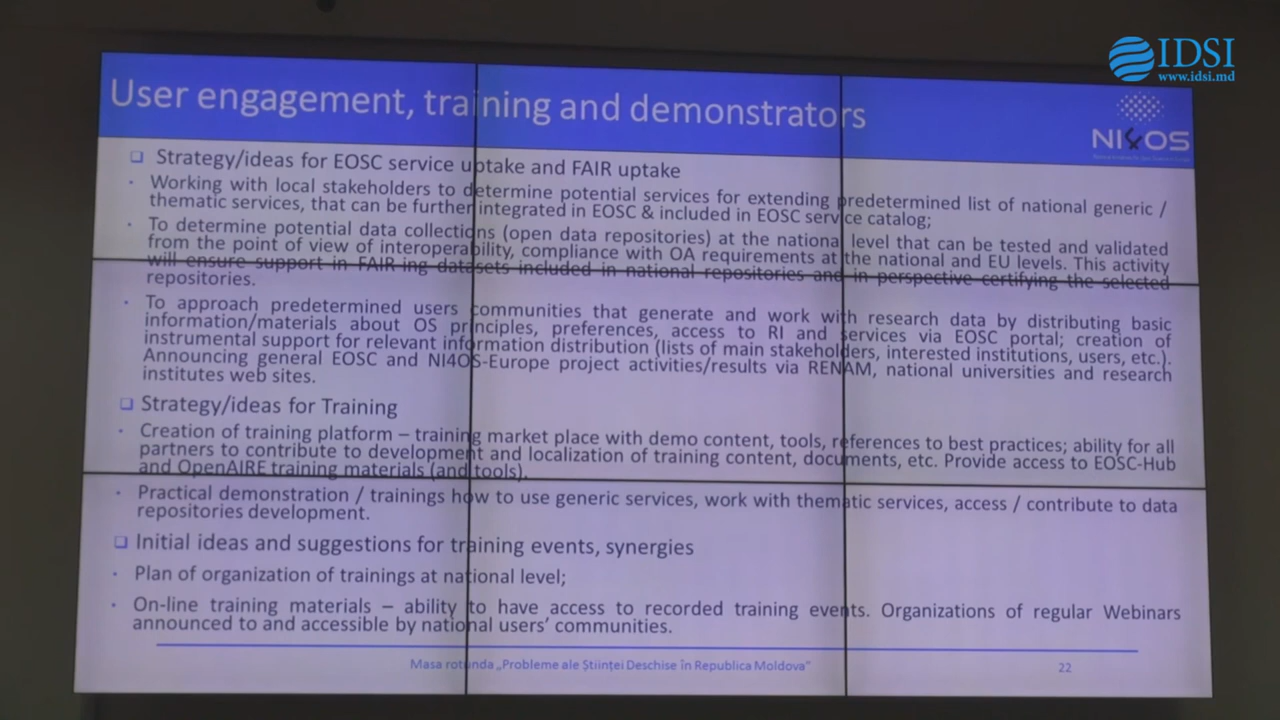 IDSI
www.idsi.md
User engagement, training and demonstrators
NI4OS
❑ Strategy/ideas for EOSC service uptake and FAIR uptake
· Working with local stakeholders to determine potential services for extending predetermined list of national generic /
thematic services, that can be further integrated in EOSC & included in EOSC service catalog;
· To determine potential data collections (open data repositories) at the national level that can be tested and validated
from the point of view of interoperability, compliance with OA requirements at the national and EU levels. This activity
will ensure support in FAIR-ing datasets included in national repositories and in perspective certifying the selected
repositories.
· To approach predetermined users communities that generate and work with research data by distributing basic
information/materials about OS principles, preferences, access to RI and services via EOSC portal; creation of
instrumental support for relevant information distribution (lists of main stakeholders, interested institutions, users, etc.).
Announcing general EOSC and NI4OS-Europe project activities/results via RENAM, national universities and research
institutes web sites.
❑ Strategy/ideas for Training
· Creation of training platform – training market place with demo content, tools, references to best practices; ability for all
partners to contribute to development and localization of training content, documents, etc. Provide access to EOSC-Hub
and OpenAIRE training materials (and tools).
· Practical demonstration / trainings how to use generic services, work with thematic services, access / contribute to data
repositories development.
❑ Initial ideas and suggestions for training events, synergies
· Plan of organization of trainings at national level;
· On-line training materials – ability to have access to recorded training events. Organizations of regular Webinars
announced to and accessible by national users' communities.
Masa rotunda „Probleme ale Științei Deschise în Republica Moldova"
22